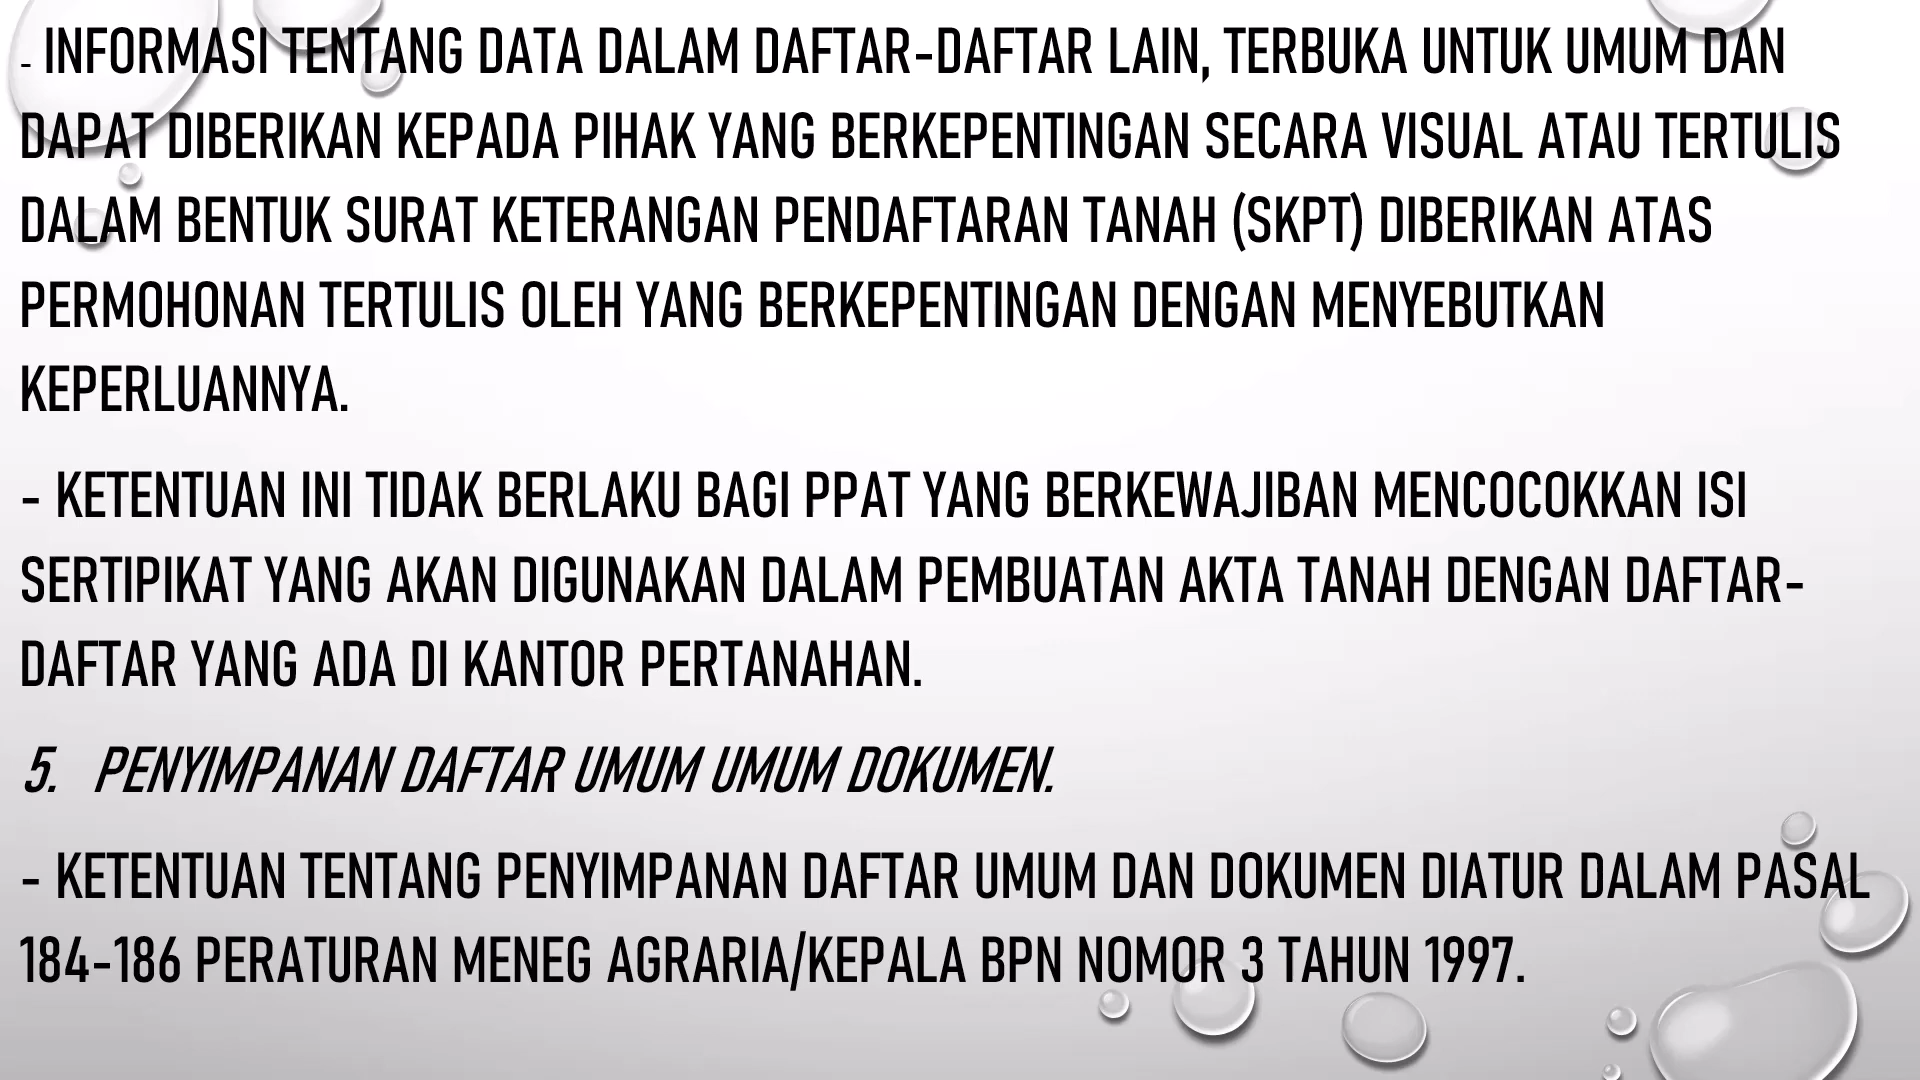 - INFORMASI TENTANG DATA DALAM DAFTAR-DAFTAR LAIN, TERBUKA UNTUK UMUM DAN
DAPAT DIBERIKAN KEPADA PIHAK YANG BERKEPENTINGAN SECARA VISUAL ATAU TERTULIS
DALAM BENTUK SURAT KETERANGAN PENDAFTARAN TANAH (SKPT) DIBERIKAN ATAS
PERMOHONAN TERTULIS OLEH YANG BERKEPENTINGAN DENGAN MENYEBUTKAN
KEPERLUANNYA.
- KETENTUAN INI TIDAK BERLAKU BAGI PPAT YANG BERKEWAJIBAN MENCOCOKKAN ISI
SERTIPIKAT YANG AKAN DIGUNAKAN DALAM PEMBUATAN AKTA TANAH DENGAN DAFTAR-
DAFTAR YANG ADA DI KANTOR PERTANAHAN.
5. PENYIMPANAN DAFTAR UMUM UMUM DOKUMEN.
- KETENTUAN TENTANG PENYIMPANAN DAFTAR UMUM DAN DOKUMEN DIATUR DALAM PASAL
184-186 PERATURAN MENEG AGRARIA/KEPALA BPN NOMOR 3 TAHUN 1997.